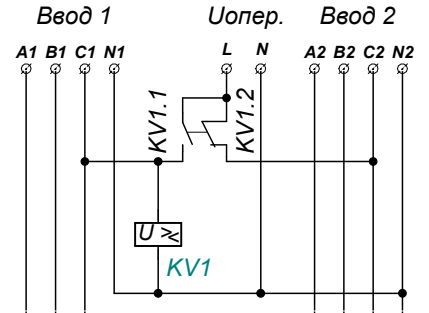 Ввод 1 Uопер. Ввод 2
A1 B1 C1 N1 L N A2 B2 C2 N2
KV1.1 KV1.2
U ≷
KV1